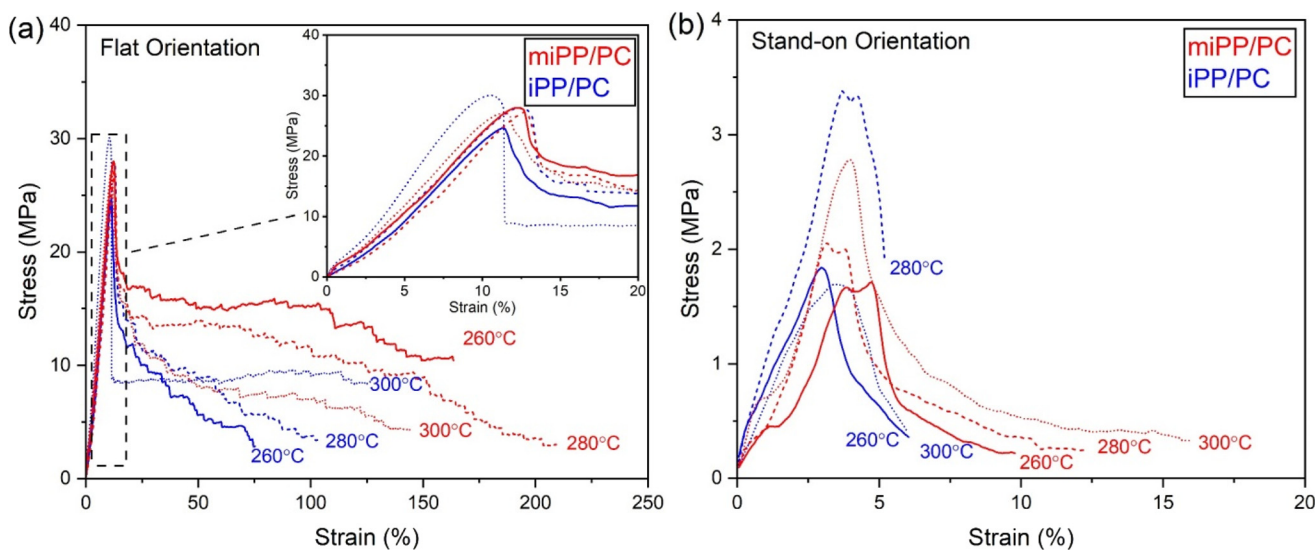 (a)
Flat Orientation
miPP/PC
iPP/PC
Stress (MPa)
40
30
20
10
0
Strain (%)
0
5
10
15
20
260°C
300°C
300°C
280°C
280°C
260°C
Stress (MPa)
40
30
20
10
0
0
50
100
150
200
250
Strain (%)
(b)
Stand-on Orientation
miPP/PC
iPP/PC
280°C
260°C
300°C
260°C
280°C
300°C
Stress (MPa)
4
3
2
1
0
0
5
10
15
20
Strain (%)